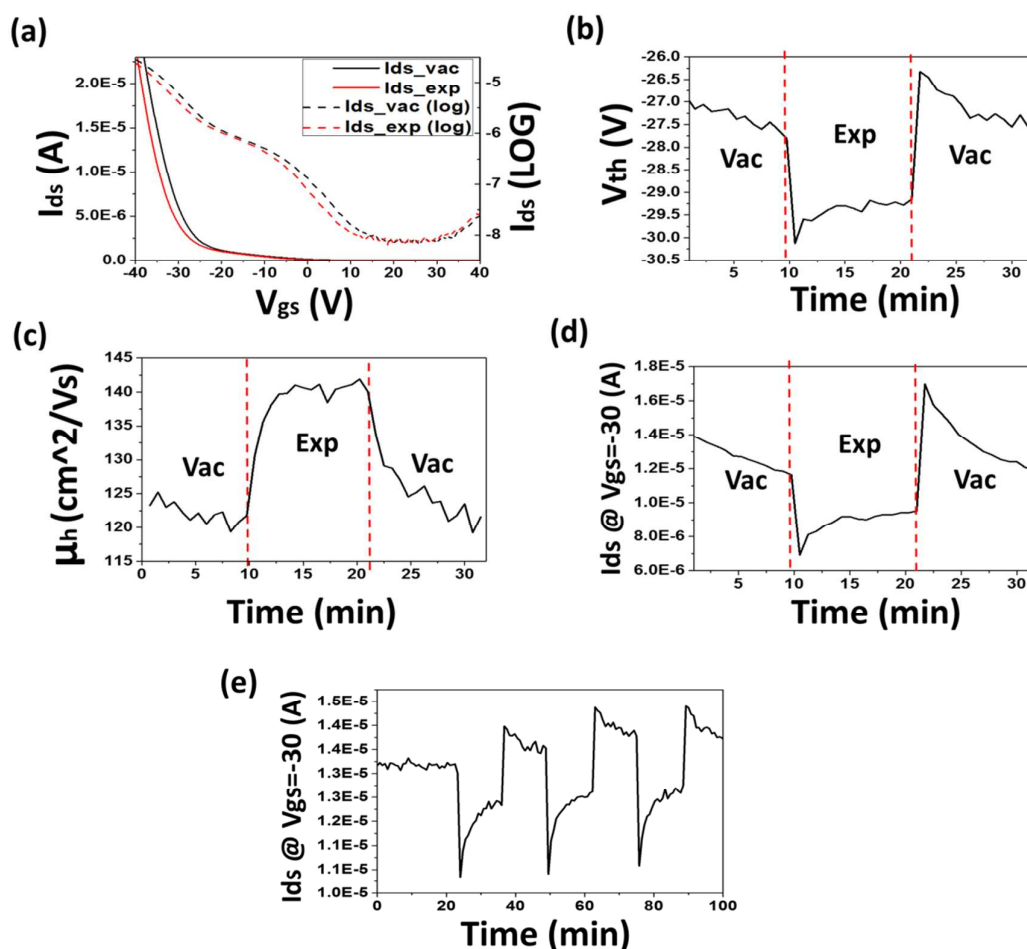 (a)
Ids (A)
2.0E-5
1.5E-5
1.0E-5
5.0E-6
0.0
-40 -30 -20 -10 0 10 20 30 40
Vgs (V)
Ids_vac
Ids_exp
Ids_vac (log)
Ids_exp (log)
-5
-6
-7
-8
Ids (LOG)
(b)
Vth (V)
-26.0
-26.5
-27.0
-27.5
-28.0
-28.5
-29.0
-29.5
-30.0
-30.5
Vac
Exp
Vac
5 10 15 20 25 30
Time (min)
(c)
μh (cm^2/Vs)
145
140
135
130
125
120
115
Vac
Exp
Vac
0 5 10 15 20 25 30
Time (min)
(d)
Ids @ Vgs=-30 (A)
1.8E-5
1.6E-5
1.4E-5
1.2E-5
1.0E-5
8.0E-6
6.0E-6
Vac
Exp
Vac
5 10 15 20 25 30
Time (min)
(e)
Ids @ Vgs=-30 (A)
1.5E-5
1.4E-5
1.4E-5
1.3E-5
1.3E-5
1.2E-5
1.2E-5
1.1E-5
1.0E-5
0 20 40 60 80 100
Time (min)